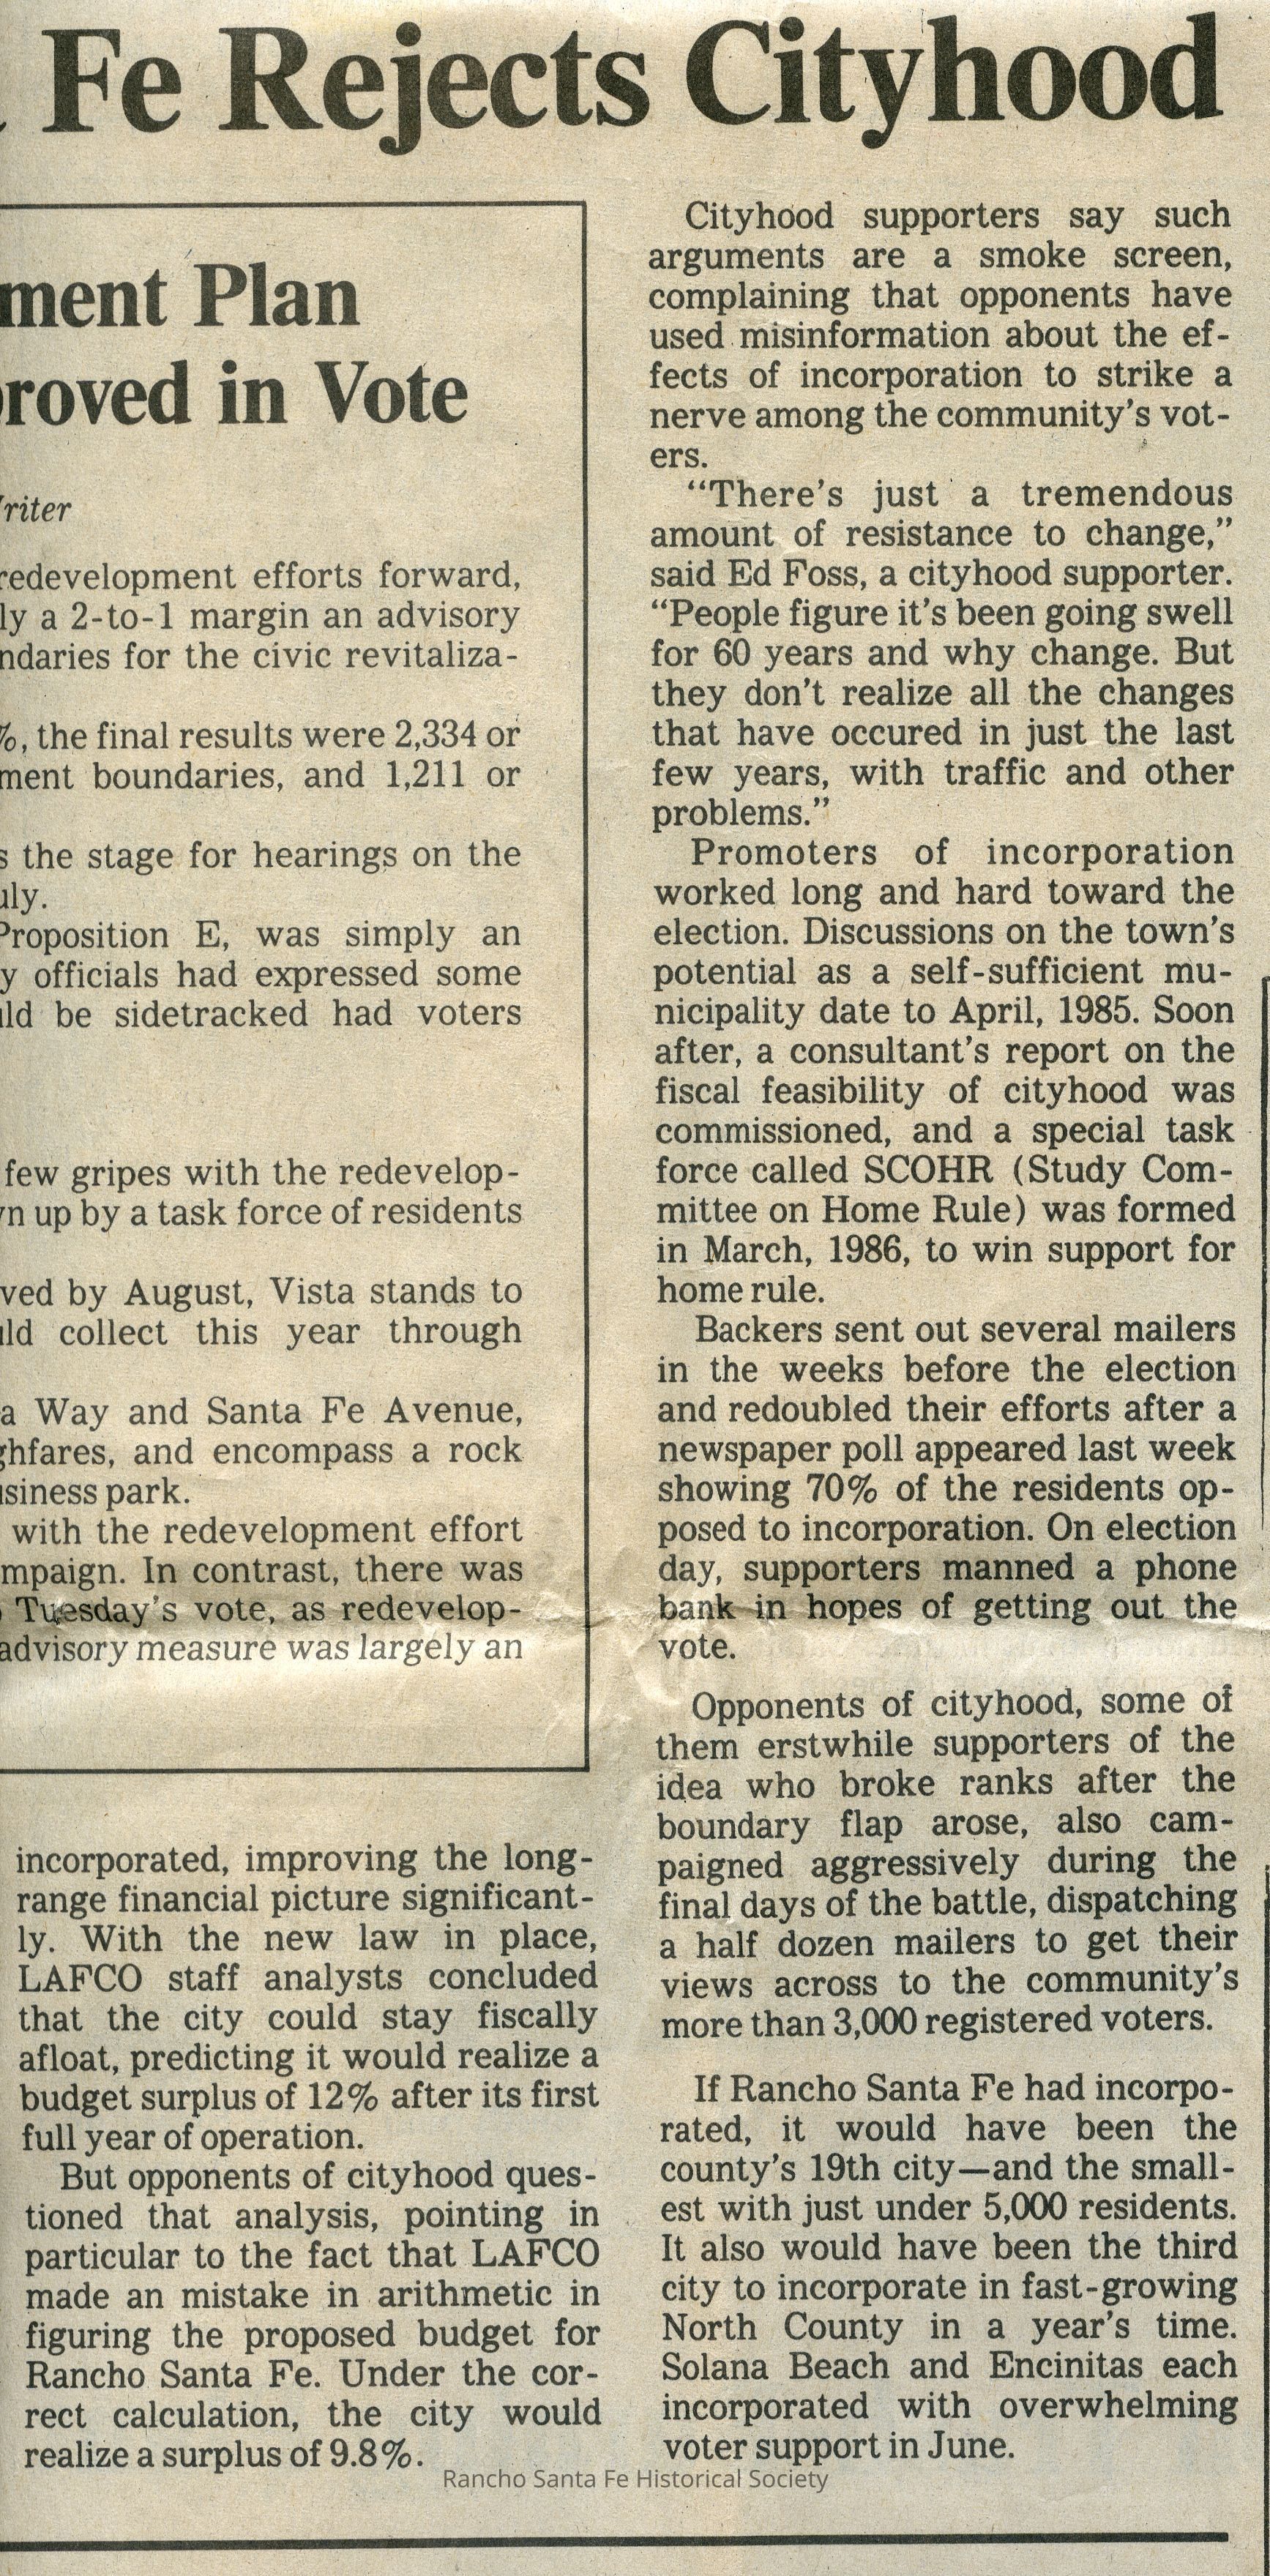 Fe Rejects Cityhood
ment Plan
roved in Vote
riter
redevelopment efforts forward,
ly a 2-to-1 margin an advisory
ndaries for the civic revitaliza-
%, the final results were 2,334 or
ment boundaries, and 1,211 or
s the stage for hearings on the
uly.
Proposition E, was simply an
y officials had expressed some
uld be sidetracked had voters
few gripes with the redevelop-
wn up by a task force of residents
ved by August, Vista stands to
uld collect this year through
a Way and Santa Fe Avenue,
ghfares, and encompass a rock
usiness park.
with the redevelopment effort
mpaign. In contrast, there was
Tuesday's vote, as redevelop-
advisory measure was largely an
incorporated, improving the long-
range financial picture significant-
ly. With the new law in place,
LAFCO staff analysts concluded
that the city could stay fiscally
afloat, predicting it would realize a
budget surplus of 12% after its first
full year of operation.
But opponents of cityhood ques-
tioned that analysis, pointing in
particular to the fact that LAFCO
made an mistake in arithmetic in
figuring the proposed budget for
Rancho Santa Fe. Under the cor-
rect calculation, the city would
realize a surplus of 9.8%.
Cityhood supporters say such
arguments are a smoke screen,
complaining that opponents have
used misinformation about the ef-
fects of incorporation to strike a
nerve among the community's vot-
ers.
"There's just a tremendous
amount of resistance to change,"
said Ed Foss, a cityhood supporter.
"People figure it's been going swell
for 60 years and why change. But
they don't realize all the changes
that have occured in just the last
few years, with traffic and other
problems."
Promoters of incorporation
worked long and hard toward the
election. Discussions on the town's
potential as a self-sufficient mu-
nicipality date to April, 1985. Soon
after, a consultant's report on the
fiscal feasibility of cityhood was
commissioned, and a special task
force called SCOHR (Study Com-
mittee on Home Rule) was formed
in March, 1986, to win support for
home rule.
Backers sent out several mailers
in the weeks before the election
and redoubled their efforts after a
newspaper poll appeared last week
showing 70% of the residents op-
posed to incorporation. On election
day, supporters manned a phone
bank in hopes of getting out the
vote.
Opponents of cityhood, some of
them erstwhile supporters of the
idea who broke ranks after the
boundary flap arose, also cam-
paigned aggressively during the
final days of the battle, dispatching
a half dozen mailers to get their
views across to the community's
more than 3,000 registered voters.
If Rancho Santa Fe had incorpo-
rated, it would have been the
county's 19th city—and the small-
est with just under 5,000 residents.
It also would have been the third
city to incorporate in fast-growing
North County in a year's time.
Solana Beach and Encinitas each
incorporated with overwhelming
voter support in June.
Rancho Santa Fe Historical Society